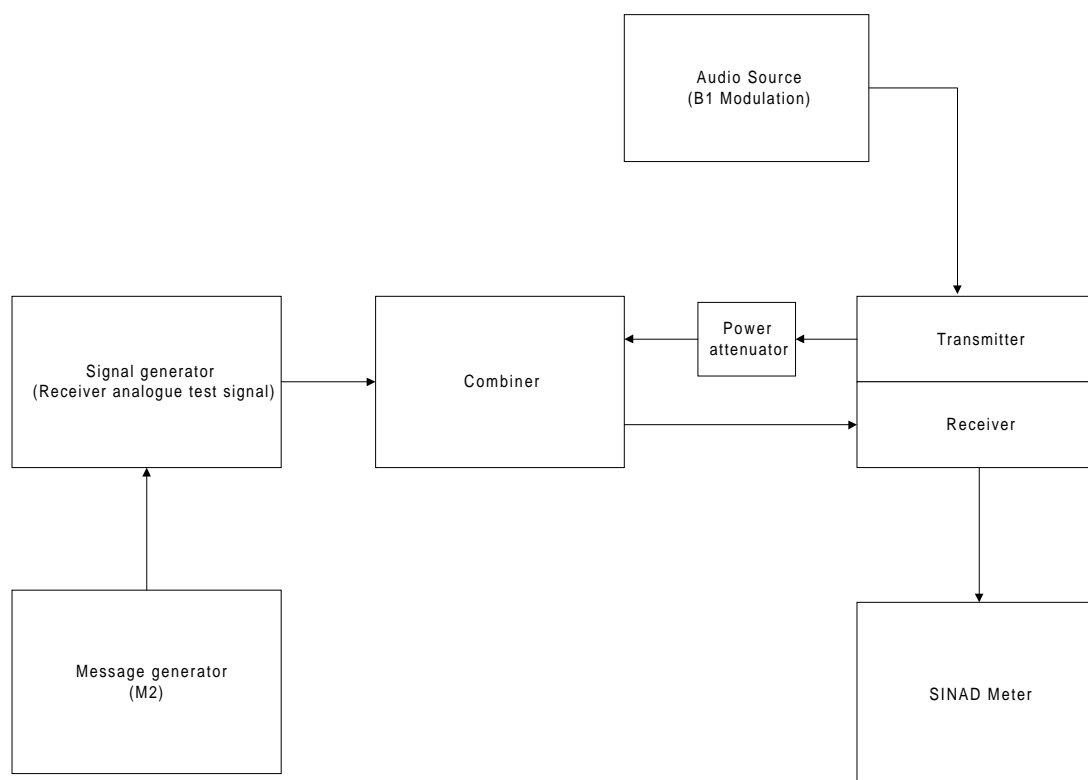 Audio Source
(B1 Modulation)
Signal generator
(Receiver analogue test signal)
Combiner
Power
attenuator
Transmitter
Receiver
Message generator
(M2)
SINAD Meter